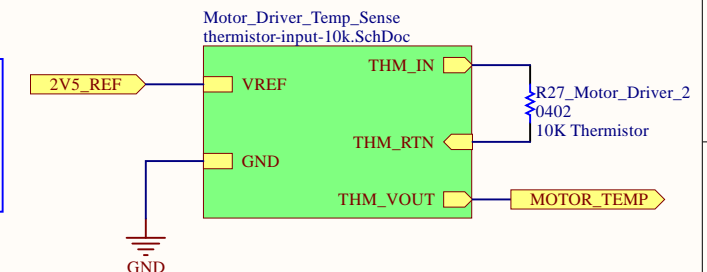 Motor_Driver_Temp_Sense
thermistor-input-10k.SchDoc
2V5_REF
VREF
THM_IN
R27_Motor_Driver_2
0402
10K Thermistor
THM_RTN
GND
THM_VOUT
MOTOR_TEMP
GND